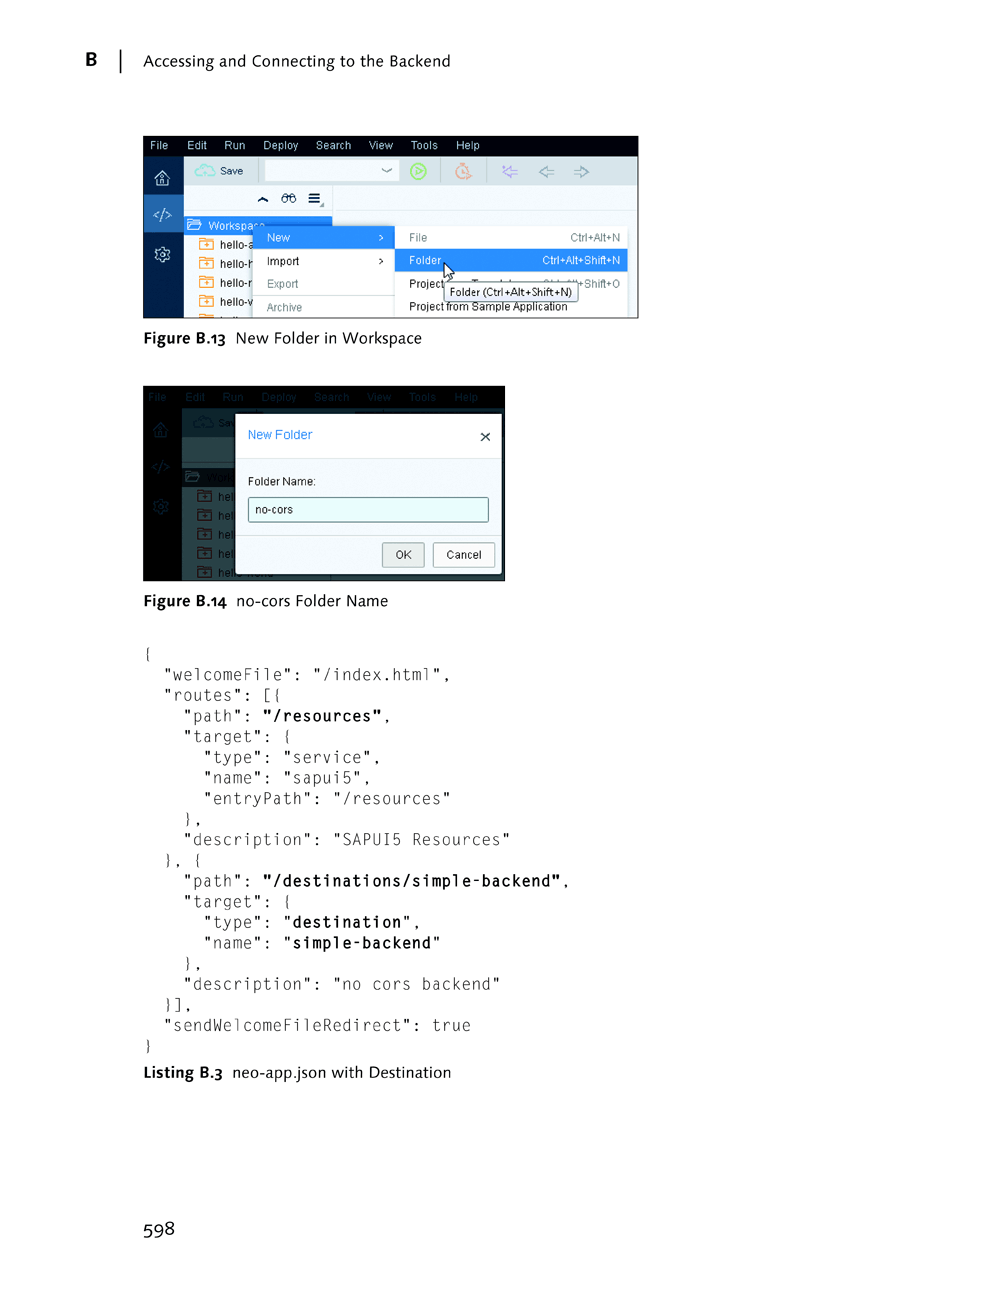 B
Accessing and Connecting to the Backend
File Edit Run Deploy Search View Tools Help
Save
Workspace
New > File Ctrl+Alt+N
hello-a
Import > Folder Ctrl+Alt+Shift+N
hello-h
hello-r Export Project
Folder (Ctrl+Alt+Shift+N)
hello-v Archive Project from Sample Application
Figure B.13 New Folder in Workspace
File Edit Run Deploy Search View Tools Help
New Folder
Folder Name:
no-cors
OK Cancel
Figure B.14 no-cors Folder Name
{
"welcomeFile": "/index.html",
"routes": [{
"path": "/resources",
"target": {
"type": "service",
"name": "sapui5",
"entryPath": "/resources"
},
"description": "SAPUI5 Resources"
}, {
"path": "/destinations/simple-backend",
"target": {
"type": "destination",
"name": "simple-backend"
},
"description": "no cors backend"
}],
"sendWelcomeFileRedirect": true
}
Listing B.3 neo-app.json with Destination
598